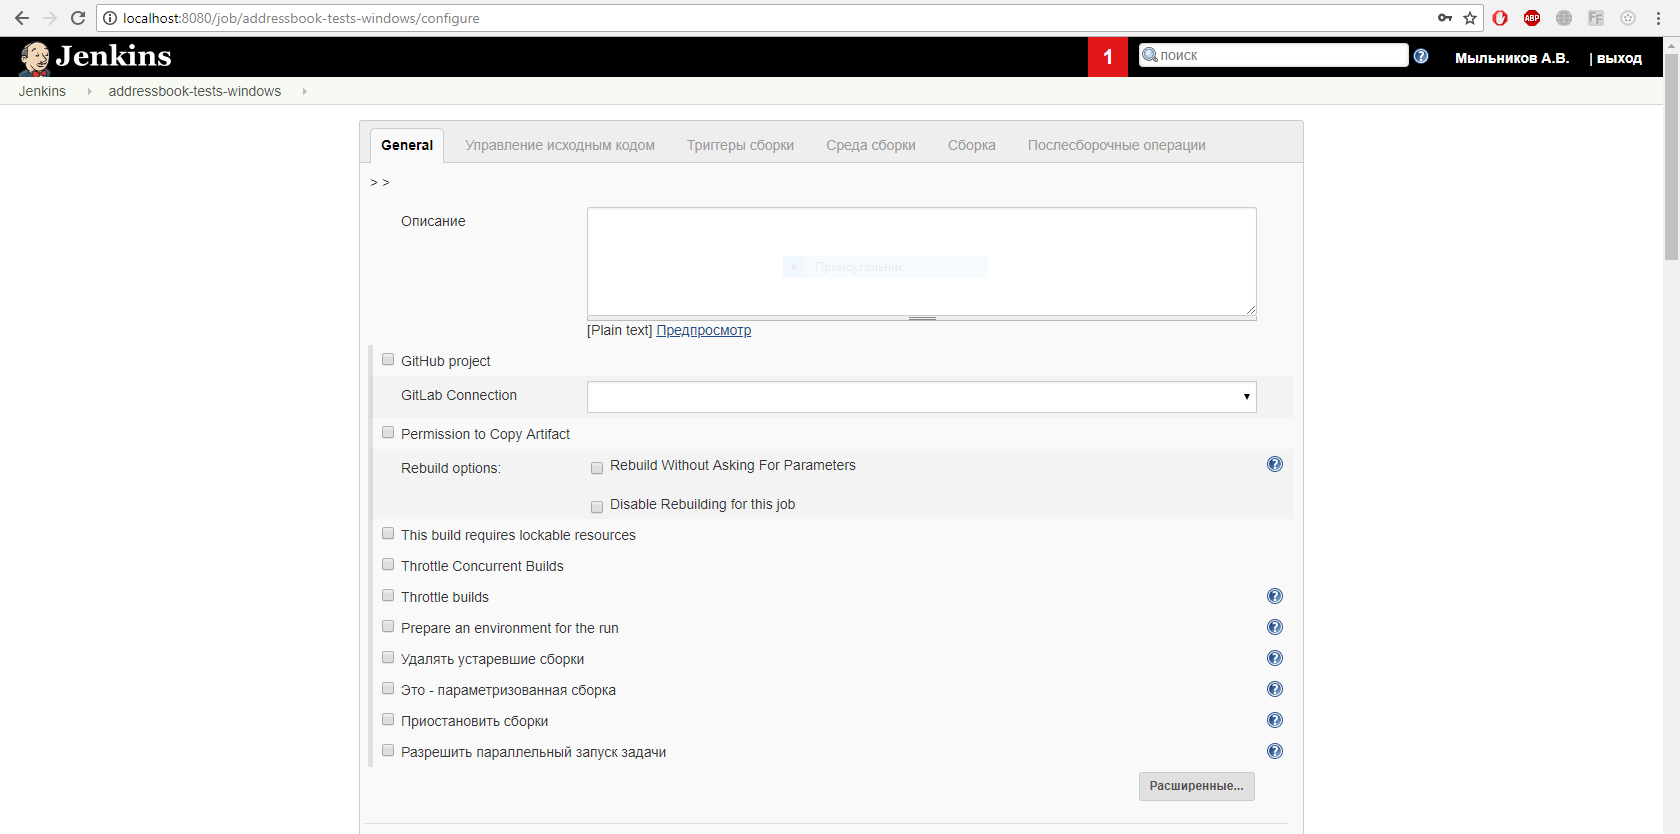 localhost:8080/job/addressbook-tests-windows/configure
ABP
FF
Jenkins
1
поиск
Мыльников А.В.
| выход
Jenkins
addressbook-tests-windows
General
Управление исходным кодом
Триггеры сборки
Среда сборки
Сборка
Послесборочные операции
> >
Описание
Прямоугольник
[Plain text] Предпросмотр
GitHub project
GitLab Connection
Permission to Copy Artifact
Rebuild options:
Rebuild Without Asking For Parameters
Disable Rebuilding for this job
This build requires lockable resources
Throttle Concurrent Builds
Throttle builds
Prepare an environment for the run
Удалять устаревшие сборки
Это - параметризованная сборка
Приостановить сборки
Разрешить параллельный запуск задачи
Расширенные...